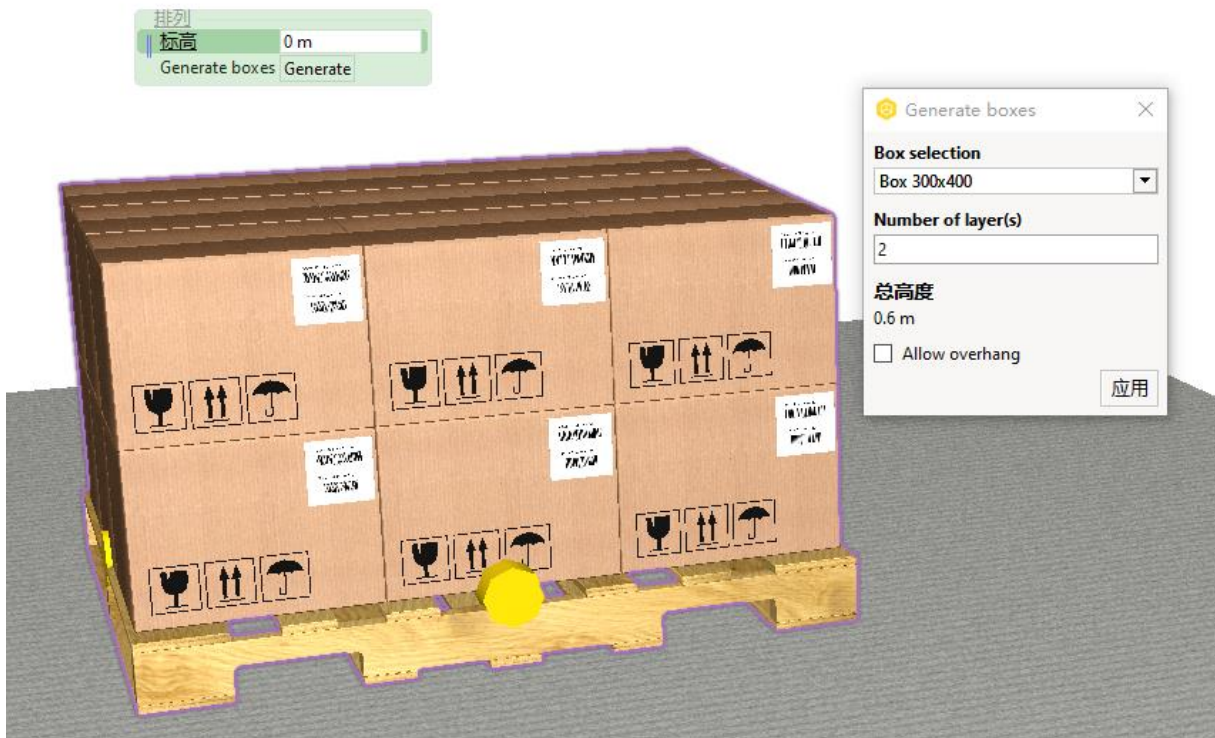 排列
标高 0 m
Generate boxes Generate
Generate boxes
Box selection
Box 300x400
Number of layer(s)
2
总高度
0.6 m
Allow overhang
应用